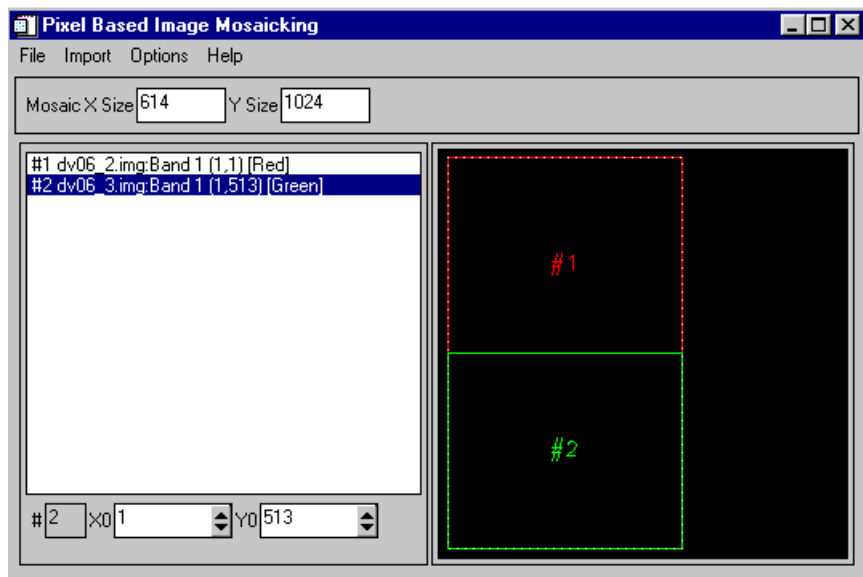 Pixel Based Image Mosaicking
File Import Options Help
Mosaic X Size 614 Y Size 1024
#1 dv06_2.img:Band 1 (1,1) [Red]
#2 dv06_3.img:Band 1 (1,513) [Green]
#1
#2
# 2 X0 1 Y0 513